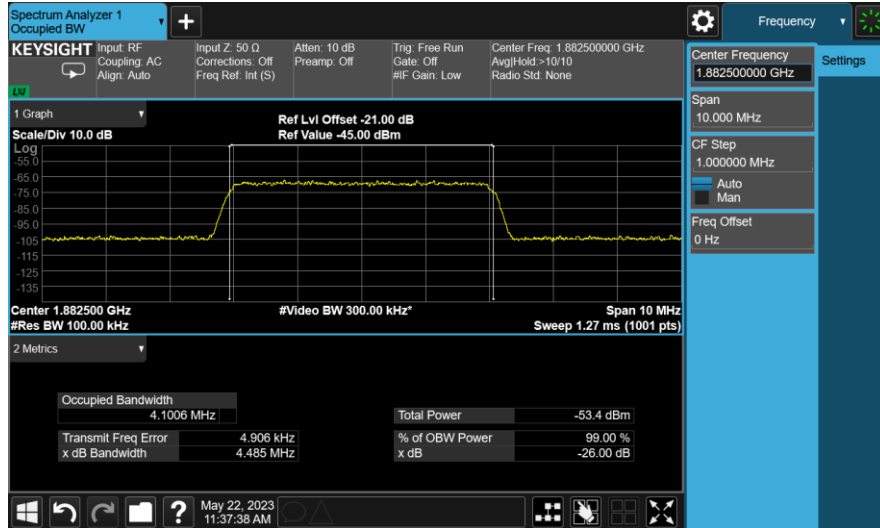 Spectrum Analyzer 1
Occupied BW
+
Frequency
KEYSIGHT
Input: RF
Coupling: AC
Align: Auto
Input Z: 50 Ω
Corrections: Off
Freq Ref: Int (S)
Atten: 10 dB
Preamp: Off
Trig: Free Run
Gate: Off
#IF Gain: Low
Center Freq: 1.882500000 GHz
Avg|Hold:>10/10
Radio Std: None
LXI
Center Frequency
1.882500000 GHz
Settings
Span
10.000 MHz
CF Step
1.000000 MHz
Auto
Man
Freq Offset
0 Hz
1 Graph
Scale/Div 10.0 dB
Ref Lvl Offset -21.00 dB
Ref Value -45.00 dBm
Log
-55.0
-65.0
-75.0
-85.0
-95.0
-105
-115
-125
-135
Center 1.882500 GHz
#Video BW 300.00 kHz*
Span 10 MHz
#Res BW 100.00 kHz
Sweep 1.27 ms (1001 pts)
2 Metrics
Occupied Bandwidth
4.1006 MHz
Total Power -53.4 dBm
Transmit Freq Error 4.906 kHz
% of OBW Power 99.00 %
x dB Bandwidth 4.485 MHz
x dB -26.00 dB
?
May 22, 2023
11:37:38 AM